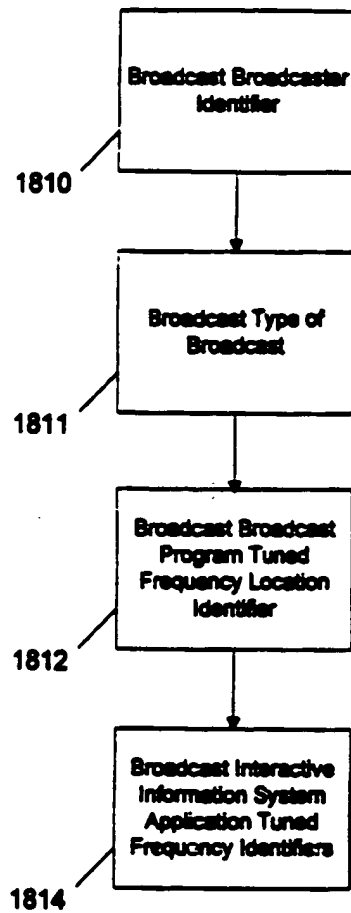 Broadcast Broadcaster
Identifier
1810
Broadcast Type of
Broadcast
1811
Broadcast Broadcast
Program Tuned
Frequency Location
Identifier
1812
Broadcast Interactive
Information System
Application Tuned
Frequency Identifiers
1814